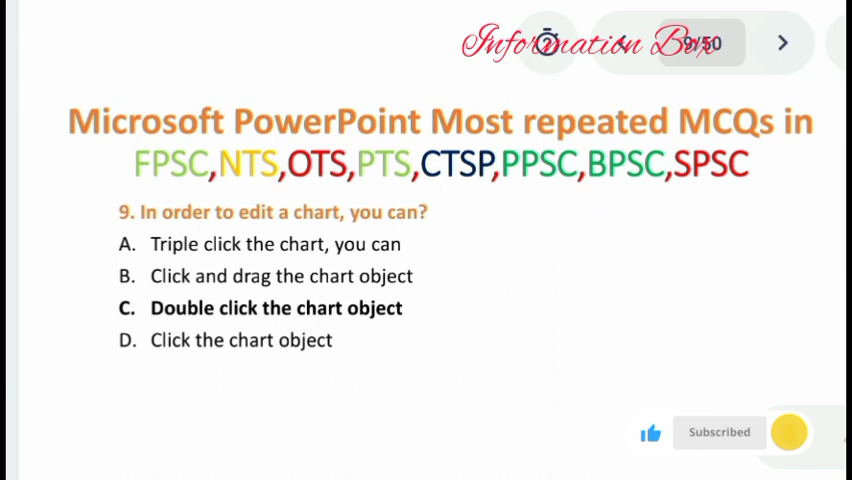 Information Box
9/50
Microsoft PowerPoint Most repeated MCQs in
FPSC,NTS,OTS,PTS,CTSP,PPSC,BPSC,SPSC
9. In order to edit a chart, you can?
A. Triple click the chart, you can
B. Click and drag the chart object
C. Double click the chart object
D. Click the chart object
Subscribed